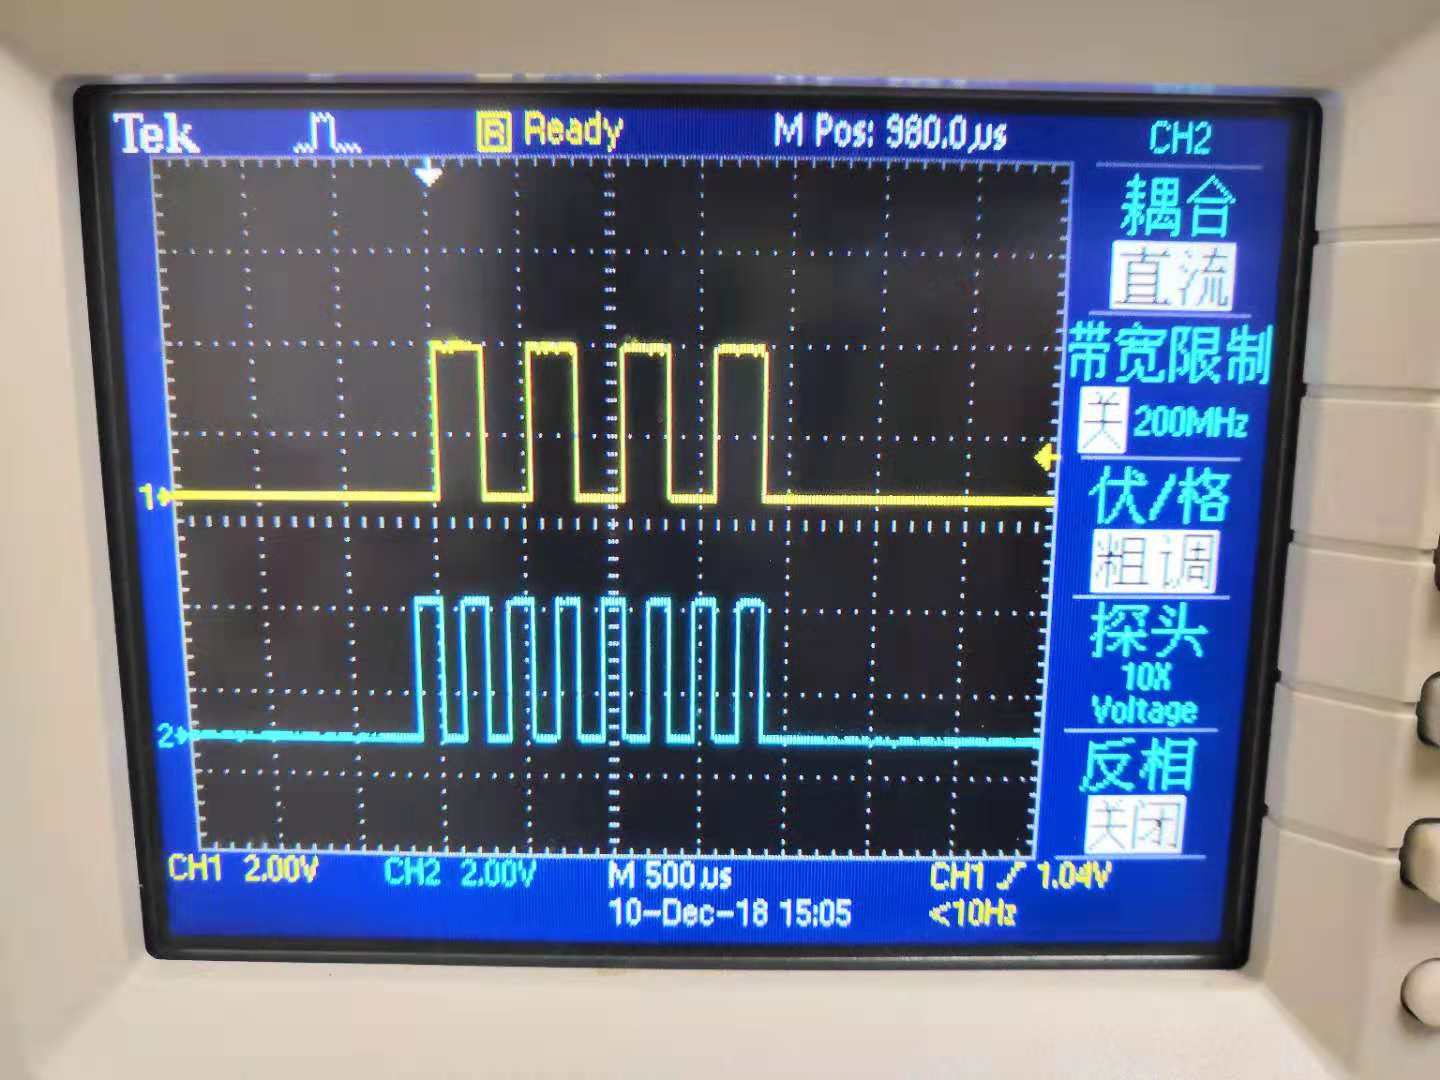 Tek R Ready M Pos: 980.0µs CH2
耦合
直流
带宽限制
关 200MHz
伏/格
粗调
探头
10X
Voltage
反相
关闭
1
2
CH1 2.00V CH2 2.00V M 500µs CH1 1.04V
10-Dec-18 15:05 <10Hz